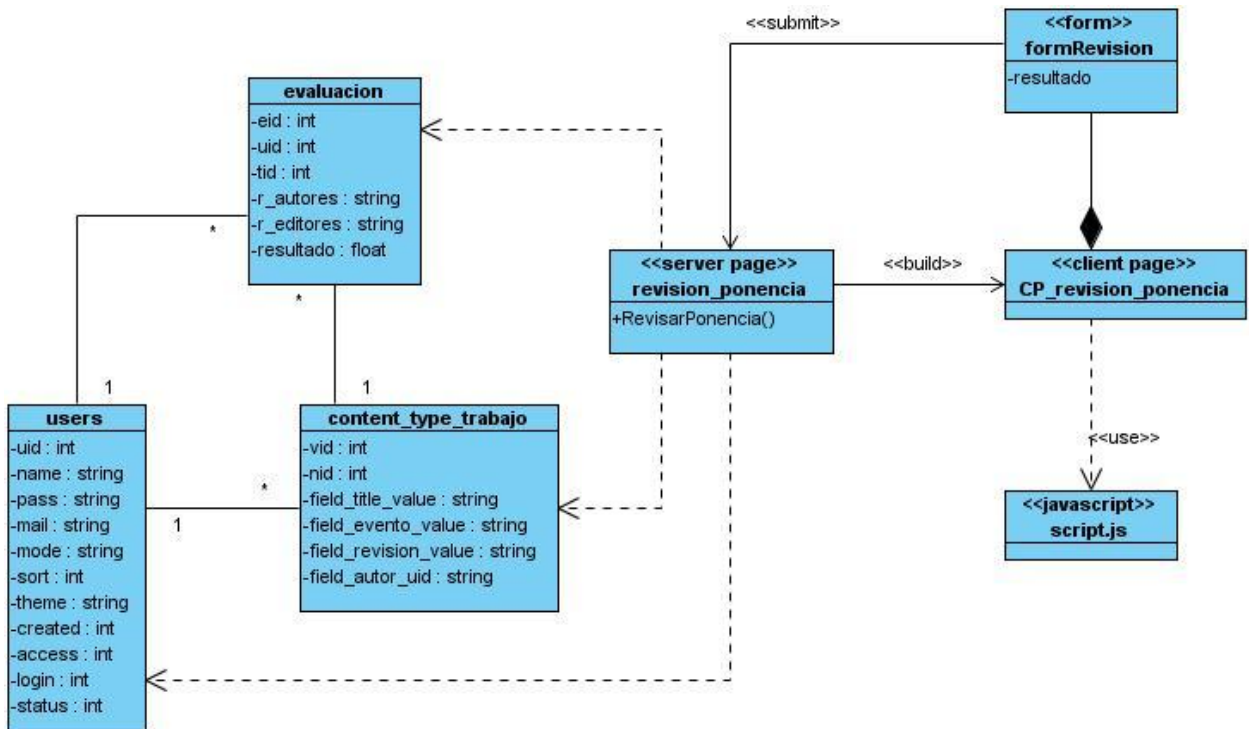 <<submit>>
<<form>>
formRevision
-resultado
evaluacion
-eid : int
-uid : int
-tid : int
-r_autores : string
-r_editores : string
-resultado : float
*
*
<<server page>>
revision_ponencia
+RevisarPonencia()
<<build>>
<<client page>>
CP_revision_ponencia
1
1
users
-uid : int
-name : string
-pass : string
-mail : string
-mode : string
-sort : int
-theme : string
-created : int
-access : int
-login : int
-status : int
*
1
content_type_trabajo
-vid : int
-nid : int
-field_title_value : string
-field_evento_value : string
-field_revision_value : string
-field_autor_uid : string
<<use>>
<<javascript>>
script.js